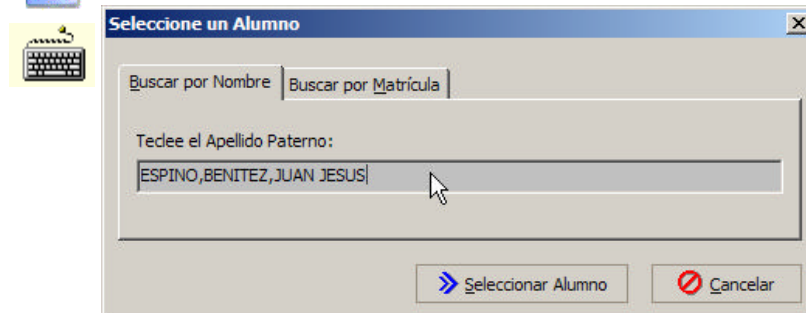 Seleccione un Alumno
Buscar por Nombre Buscar por Matrícula
Teclee el Apellido Paterno:
ESPINO,BENITEZ,JUAN JESUS
Seleccionar Alumno Cancelar